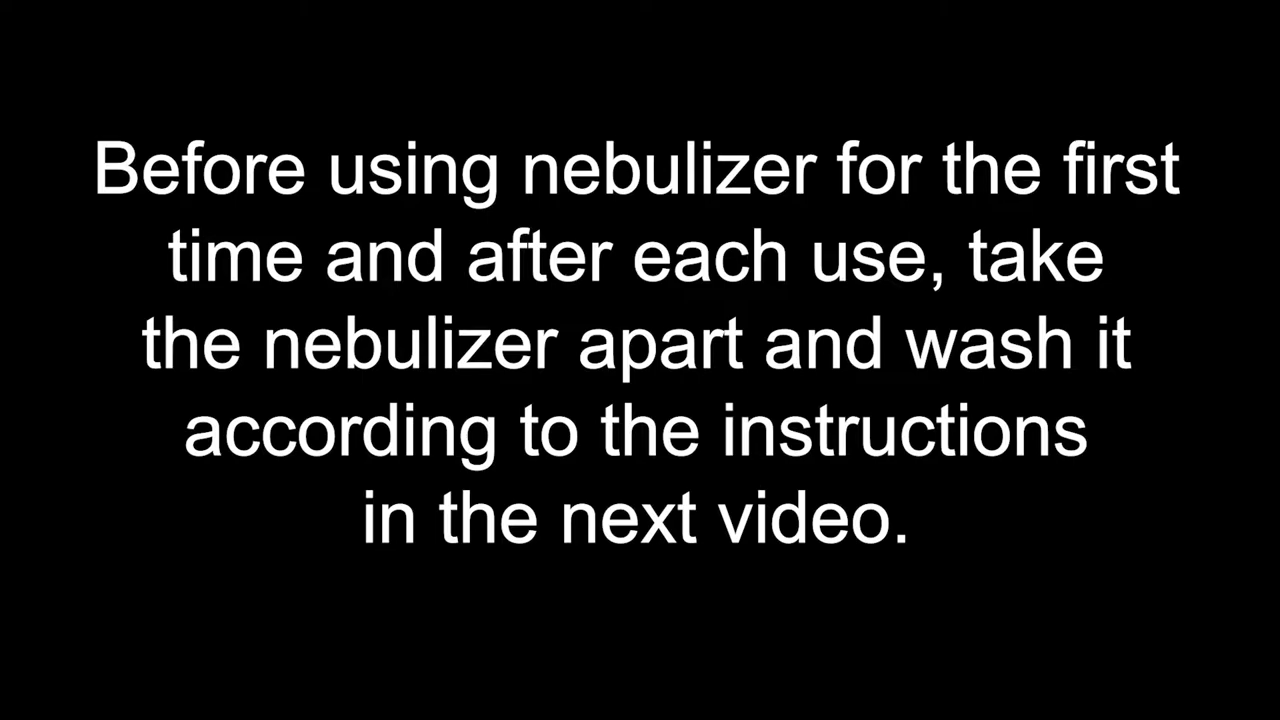 Before using nebulizer for the first
time and after each use, take
the nebulizer apart and wash it
according to the instructions
in the next video.